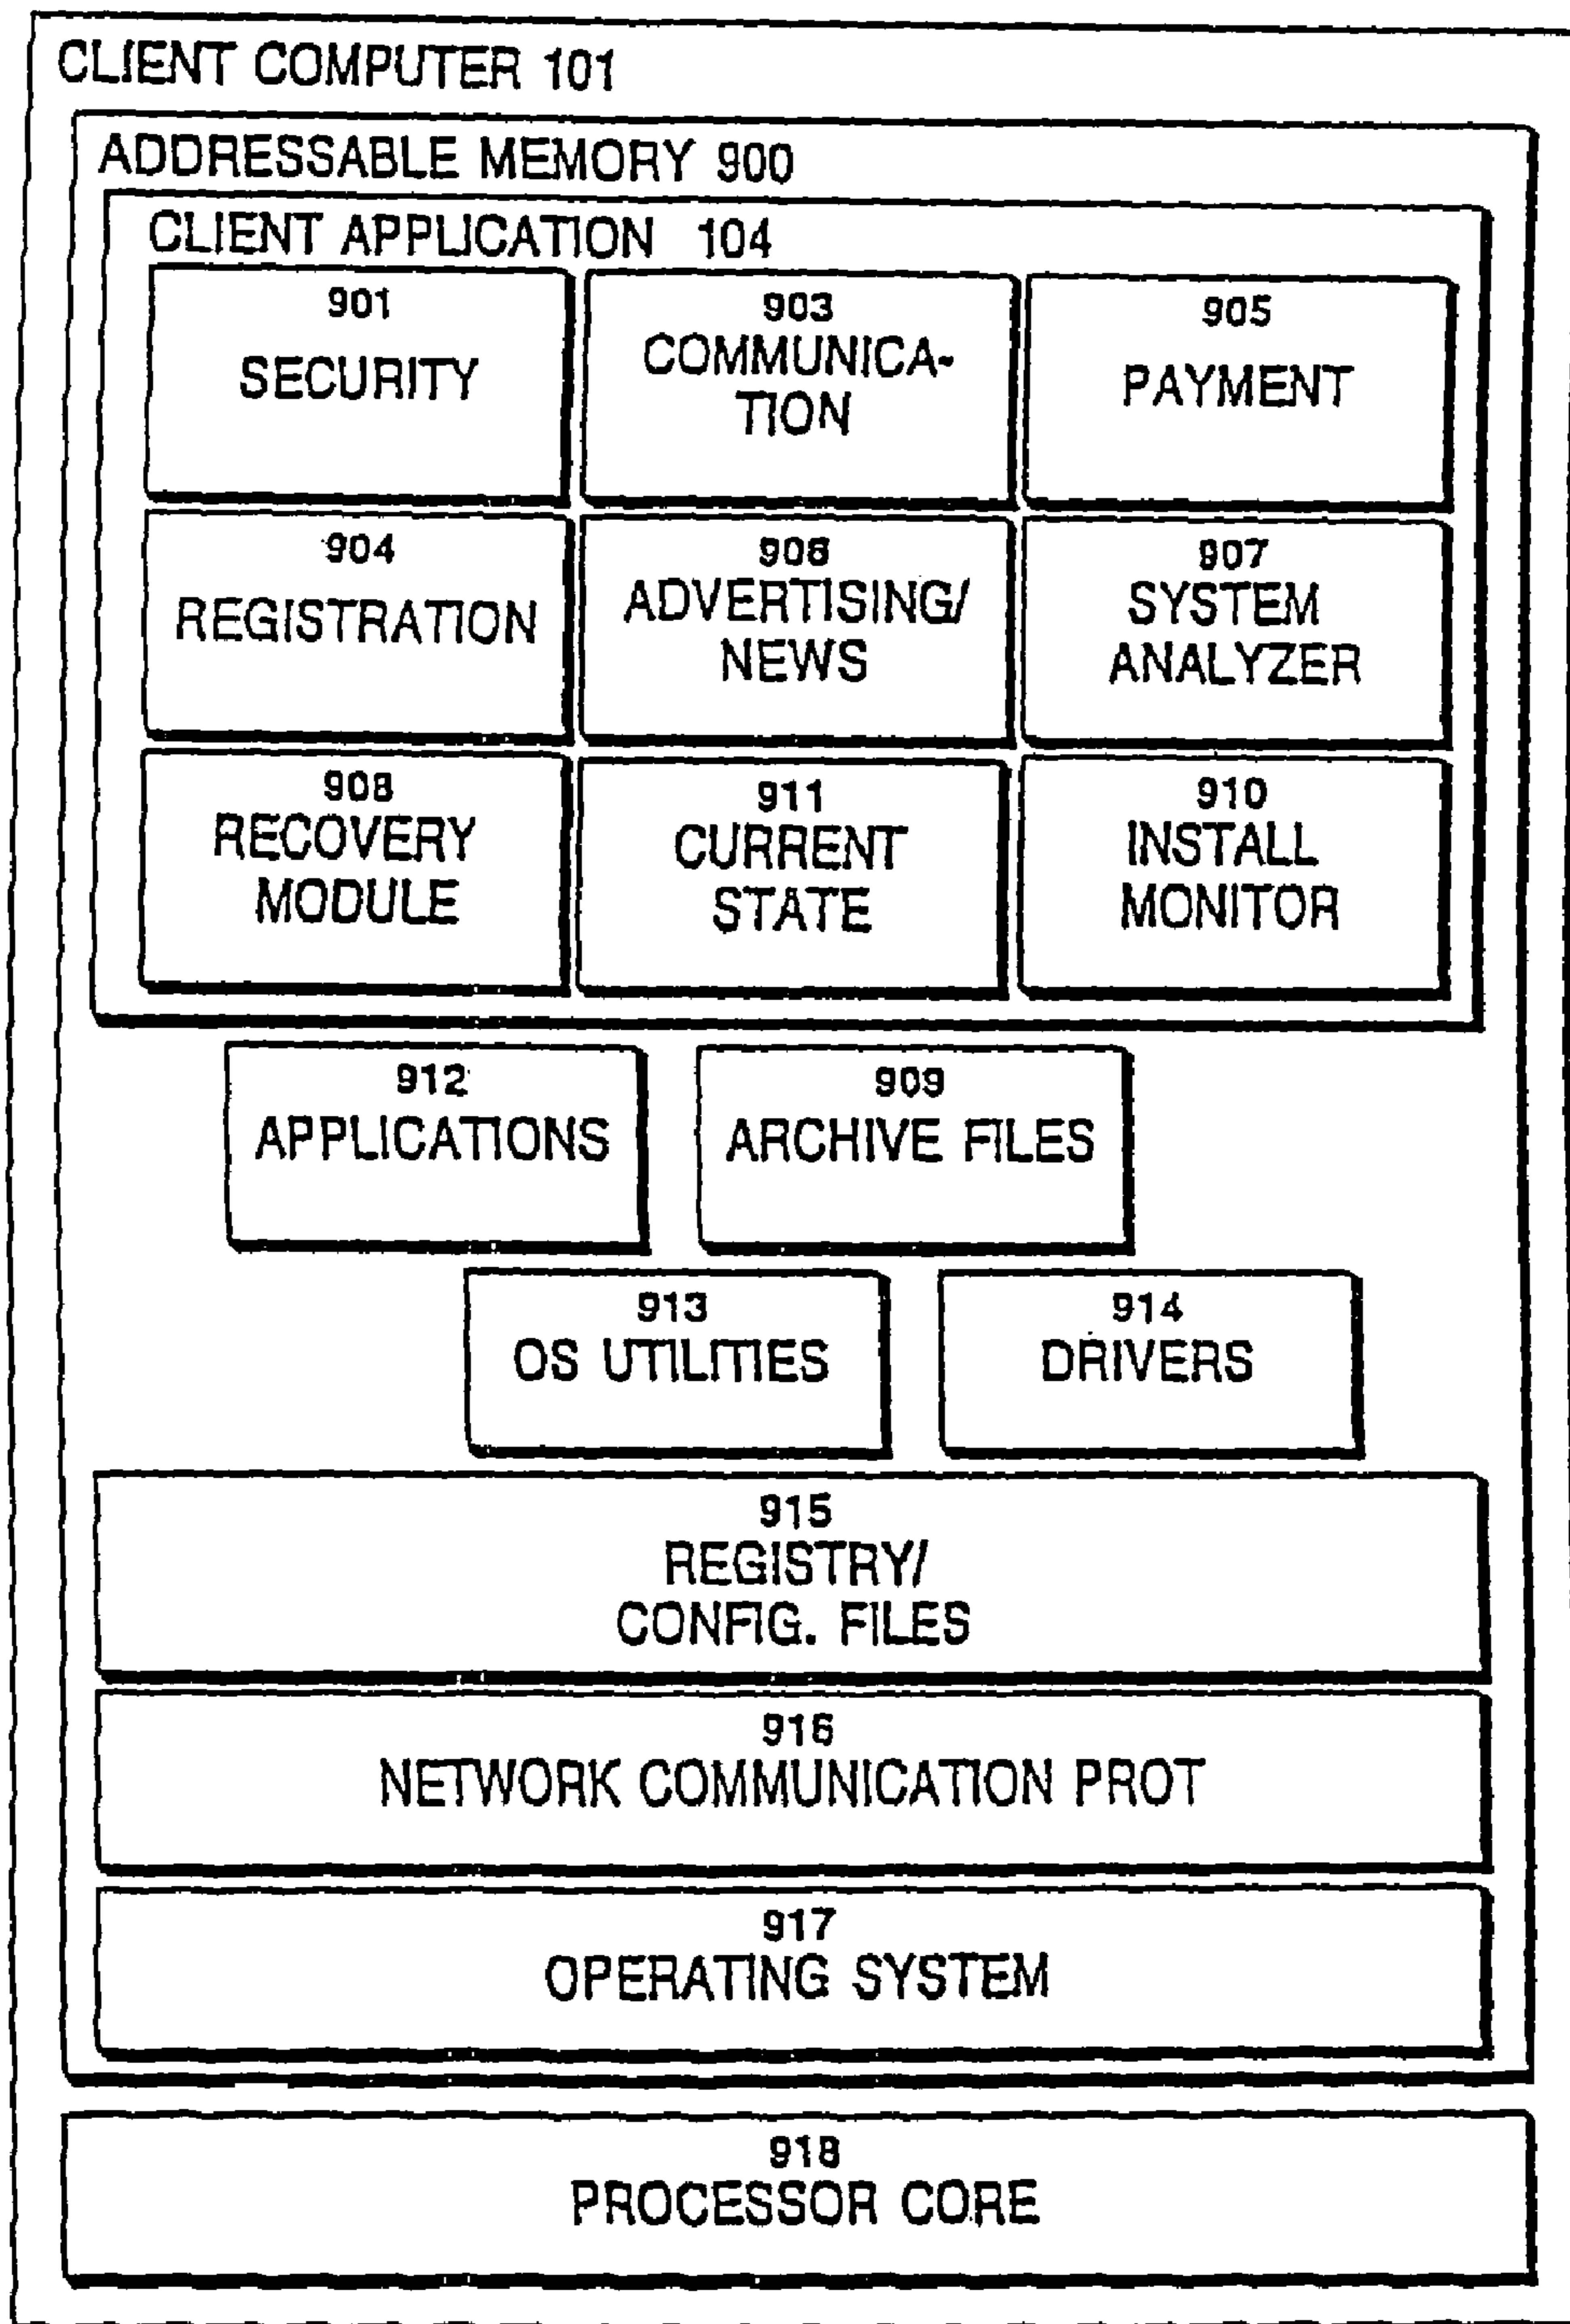 CLIENT COMPUTER 101
ADDRESSABLE MEMORY 900
CLIENT APPLICATION 104
901
SECURITY
903
COMMUNICA-
TION
905
PAYMENT
904
REGISTRATION
906
ADVERTISING/
NEWS
907
SYSTEM
ANALYZER
908
RECOVERY
MODULE
911
CURRENT
STATE
910
INSTALL
MONITOR
912
APPLICATIONS
909
ARCHIVE FILES
913
OS UTILITIES
914
DRIVERS
915
REGISTRY/
CONFIG. FILES
916
NETWORK COMMUNICATION PROT
917
OPERATING SYSTEM
918
PROCESSOR CORE